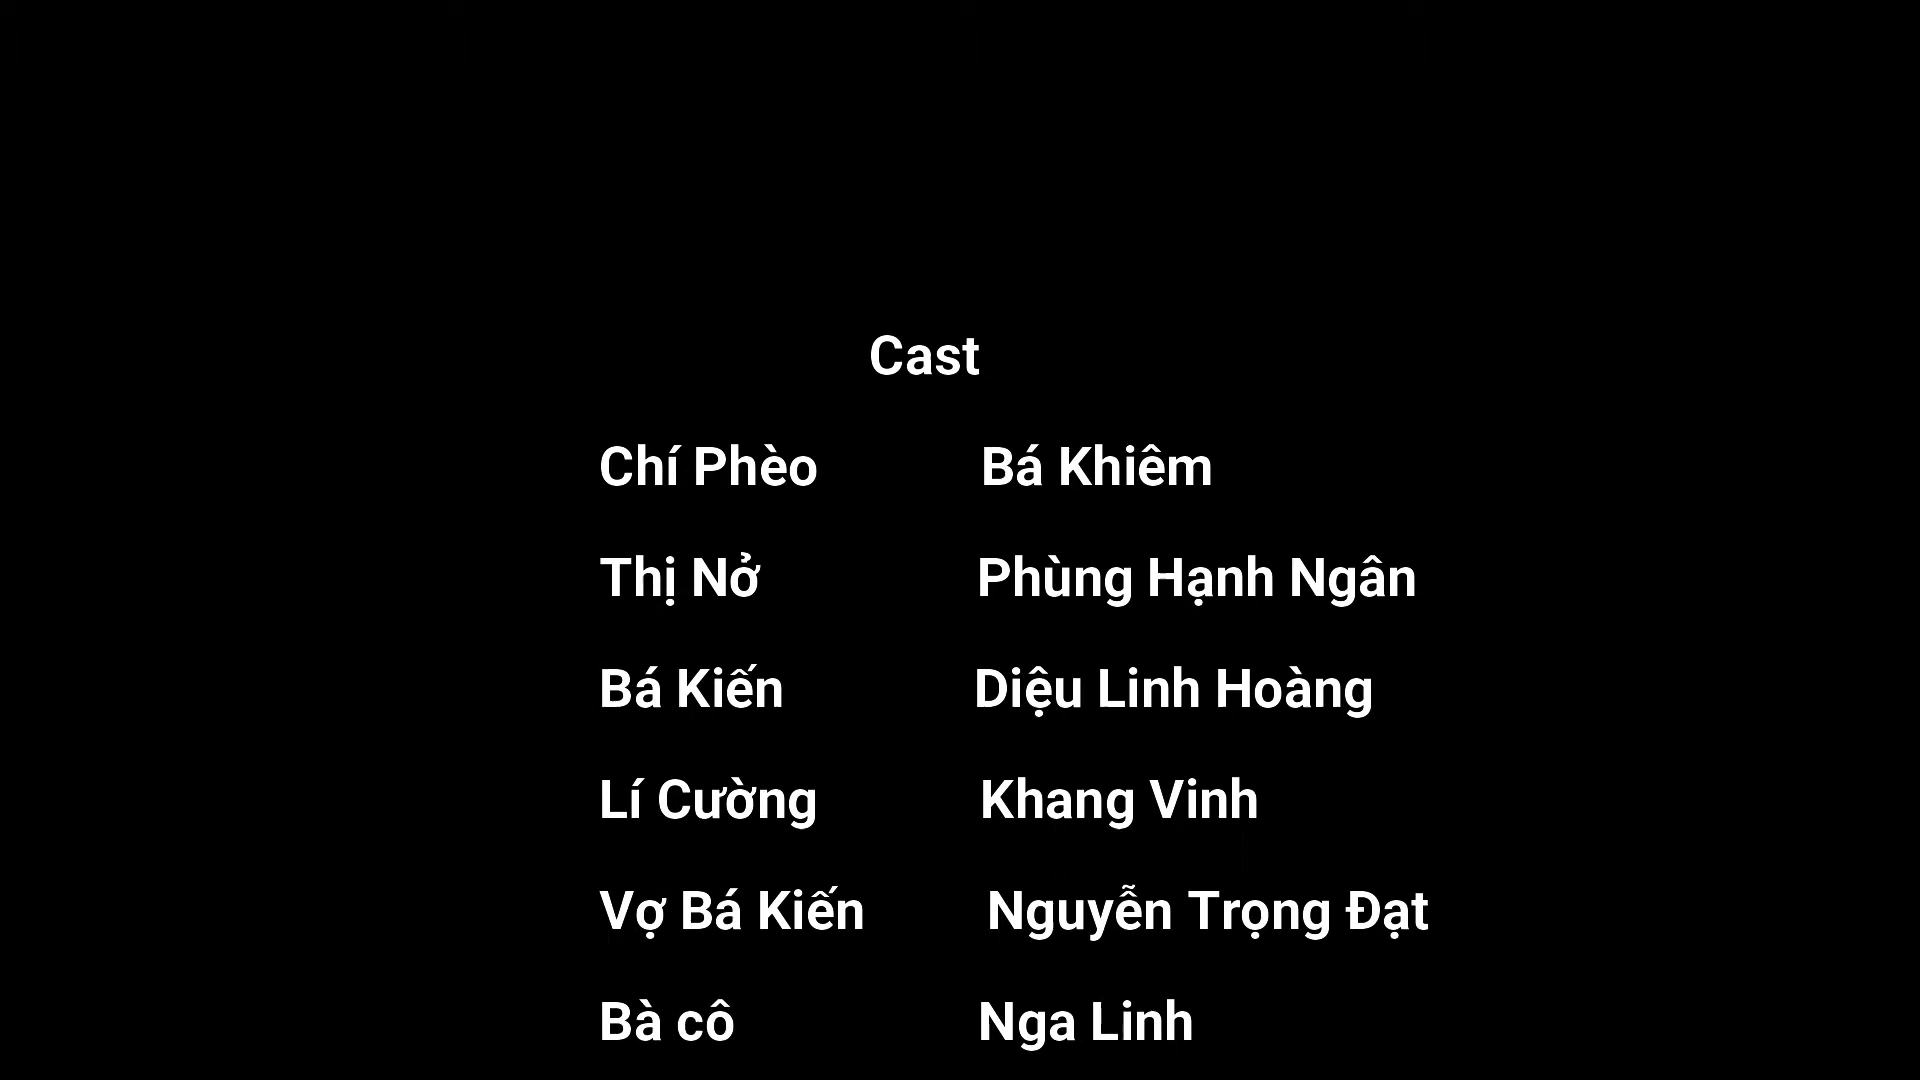 Cast
Chí Phèo Bá Khiêm
Thị Nở Phùng Hạnh Ngân
Bá Kiến Diệu Linh Hoàng
Lí Cường Khang Vinh
Vợ Bá Kiến Nguyễn Trọng Đạt
Bà cô Nga Linh